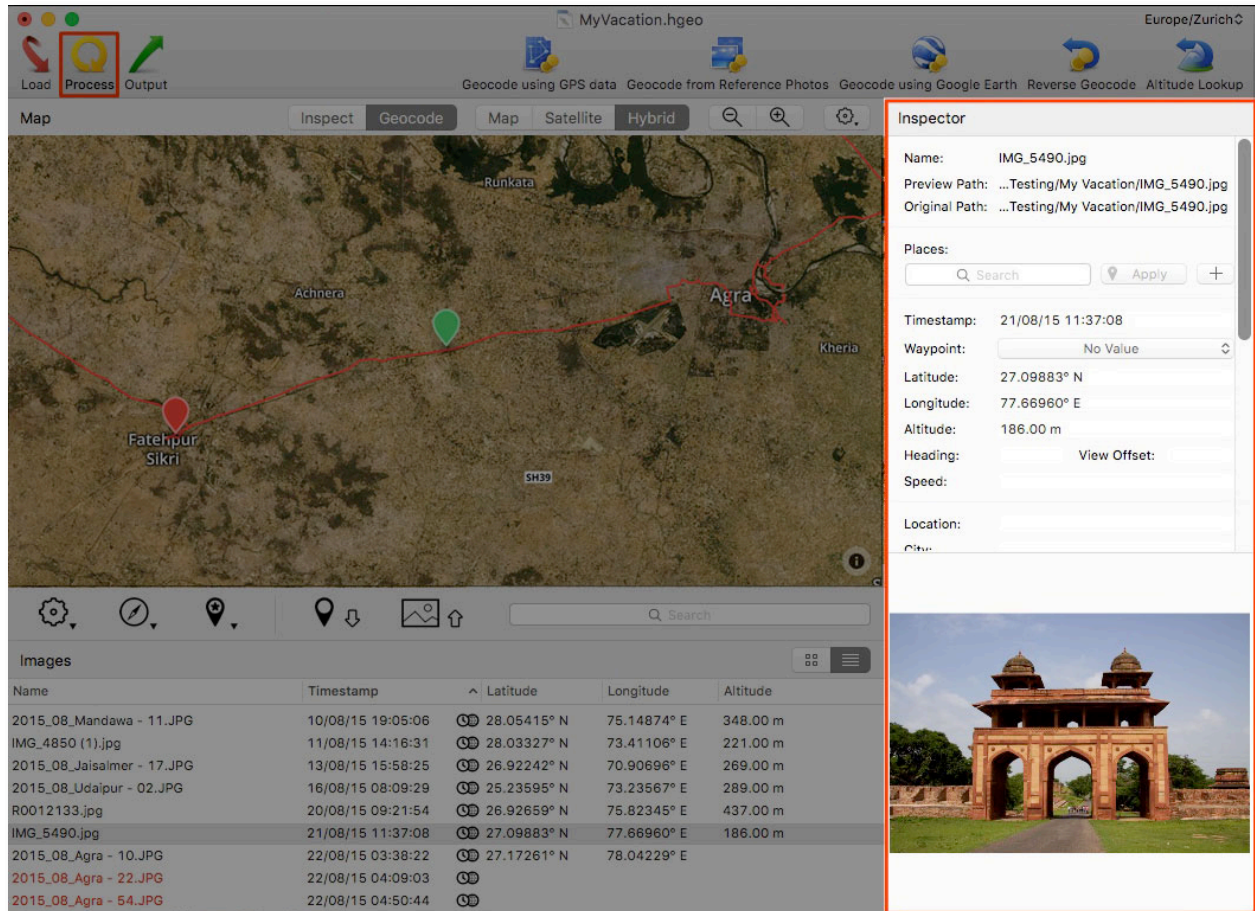 MyVacation.hgeo
Europe/Zurich
Load Process Output
Geocode using GPS data Geocode from Reference Photos Geocode using Google Earth Reverse Geocode Altitude Lookup
Map Inspect Geocode Map Satellite Hybrid
Runkata
Achnera
Agra
Kheria
Fatehpur
Sikri
SH39
Search
Images
Name Timestamp Latitude Longitude Altitude
2015_08_Mandawa - 11.JPG 10/08/15 19:05:06 28.05415° N 75.14874° E 348.00 m
IMG_4850 (1).jpg 11/08/15 14:16:31 28.03327° N 73.41106° E 221.00 m
2015_08_Jaisalmer - 17.JPG 13/08/15 15:58:25 26.92242° N 70.90696° E 269.00 m
2015_08_Udaipur - 02.JPG 16/08/15 08:09:29 25.23595° N 73.23567° E 289.00 m
R0012133.jpg 20/08/15 09:21:54 26.92659° N 75.82345° E 437.00 m
IMG_5490.jpg 21/08/15 11:37:08 27.09883° N 77.66960° E 186.00 m
2015_08_Agra - 10.JPG 22/08/15 03:38:22 27.17261° N 78.04229° E
2015_08_Agra - 22.JPG 22/08/15 04:09:03
2015_08_Agra - 54.JPG 22/08/15 04:50:44
Inspector
Name: IMG_5490.jpg
Preview Path: ...Testing/My Vacation/IMG_5490.jpg
Original Path: ...Testing/My Vacation/IMG_5490.jpg
Places:
Search Apply +
Timestamp: 21/08/15 11:37:08
Waypoint: No Value
Latitude: 27.09883° N
Longitude: 77.66960° E
Altitude: 186.00 m
Heading: View Offset:
Speed:
Location:
City: